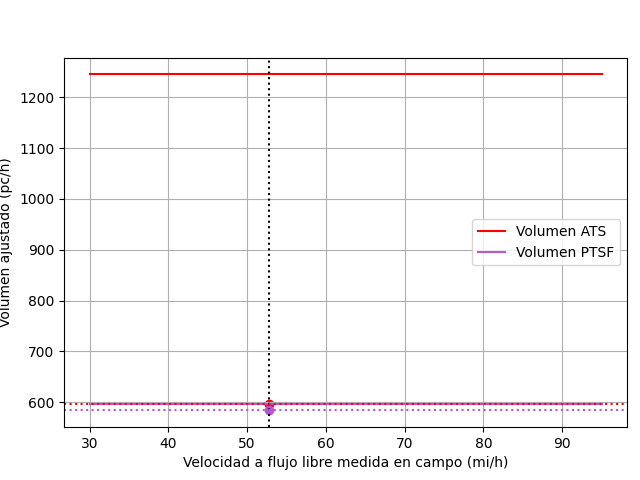 Volumen ajustado (pc/h)
1200
1100
1000
900
800
700
600
Volumen ATS
Volumen PTSF
30 40 50 60 70 80 90
Velocidad a flujo libre medida en campo (mi/h)